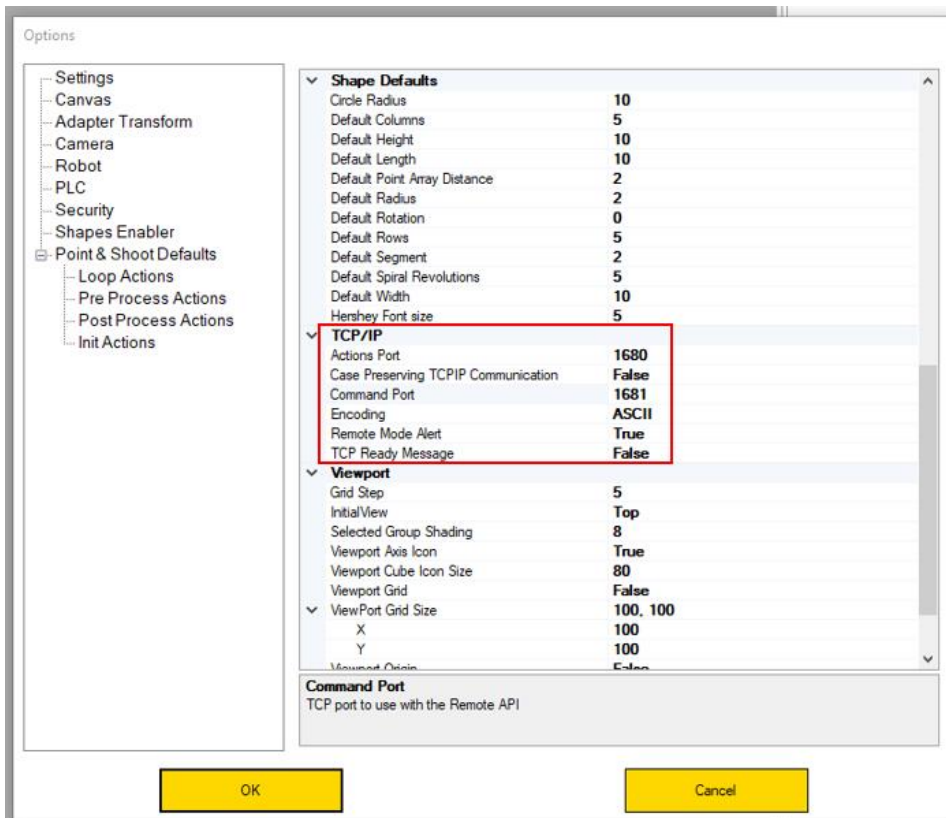 Options
Settings
Canvas
Adapter Transform
Camera
Robot
PLC
Security
Shapes Enabler
Point & Shoot Defaults
Loop Actions
Pre Process Actions
Post Process Actions
Init Actions
Shape Defaults
Circle Radius 10
Default Columns 5
Default Height 10
Default Length 10
Default Point Array Distance 2
Default Radius 2
Default Rotation 0
Default Rows 5
Default Segment 2
Default Spiral Revolutions 5
Default Width 10
Hershey Font size 5
TCP/IP
Actions Port 1680
Case Preserving TCPIP Communication False
Command Port 1681
Encoding ASCII
Remote Mode Alert True
TCP Ready Message False
Viewport
Grid Step 5
InitialView Top
Selected Group Shading 8
Viewport Axis Icon True
Viewport Cube Icon Size 80
Viewport Grid False
ViewPort Grid Size 100, 100
X 100
Y 100
Viewport Origin False
Command Port
TCP port to use with the Remote API
OK
Cancel